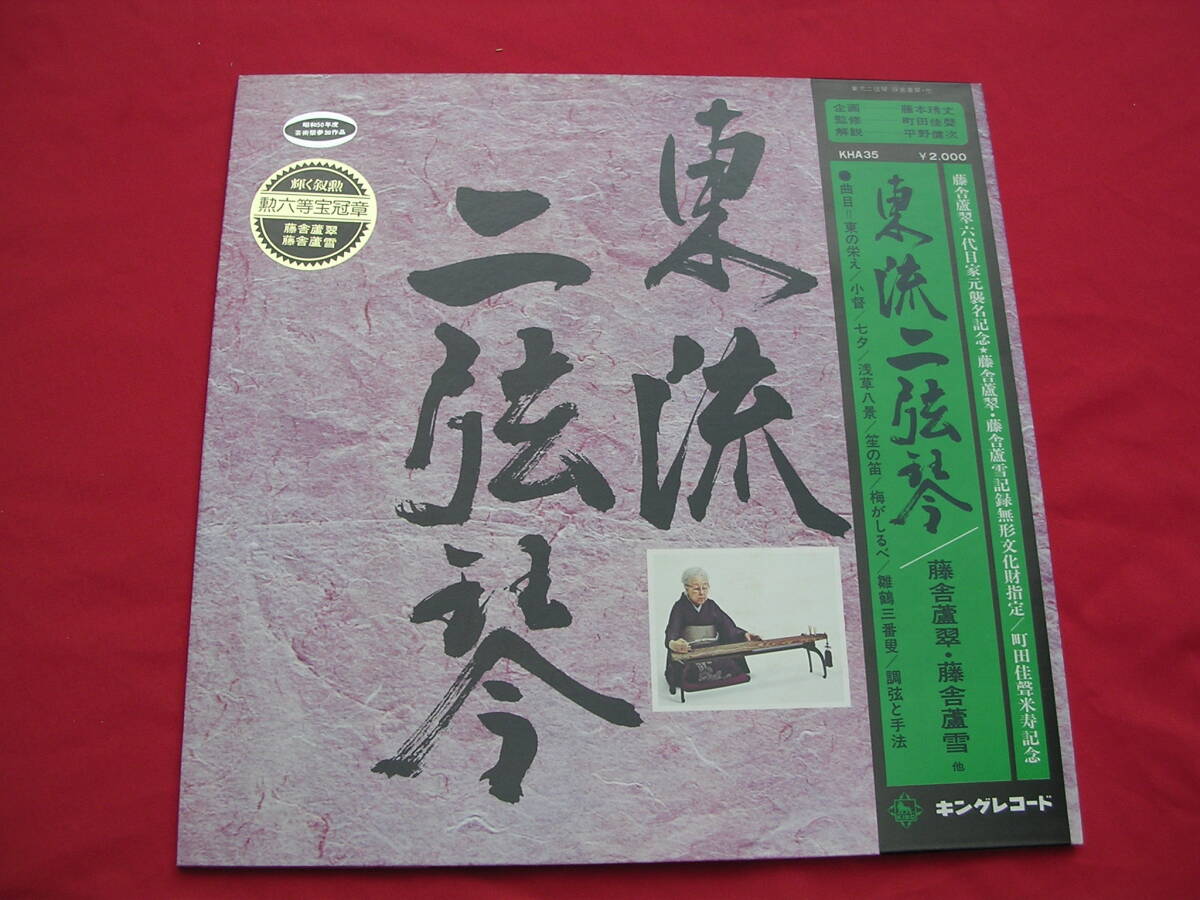 昭和50年度
芸術祭参加作品
輝く叙勲
勲六等宝冠章
藤舎蘆翠
藤舎蘆雪
東流
二弦琴
企画 藤本琇丈
監修 町田佳聲
解説 平野健次
KHA35 ¥2,000
藤舎蘆翠六代目家元襲名記念★藤舎蘆翠・藤舎蘆雪記録無形文化財指定/町田佳聲米寿記念
東流二弦琴/藤舎蘆翠・藤舎蘆雪 他
●曲目‼東の栄え/小督/七夕/浅草八景/笙の笛/梅がしるべ/雛鶴三番叟/調弦と手法
キングレコード